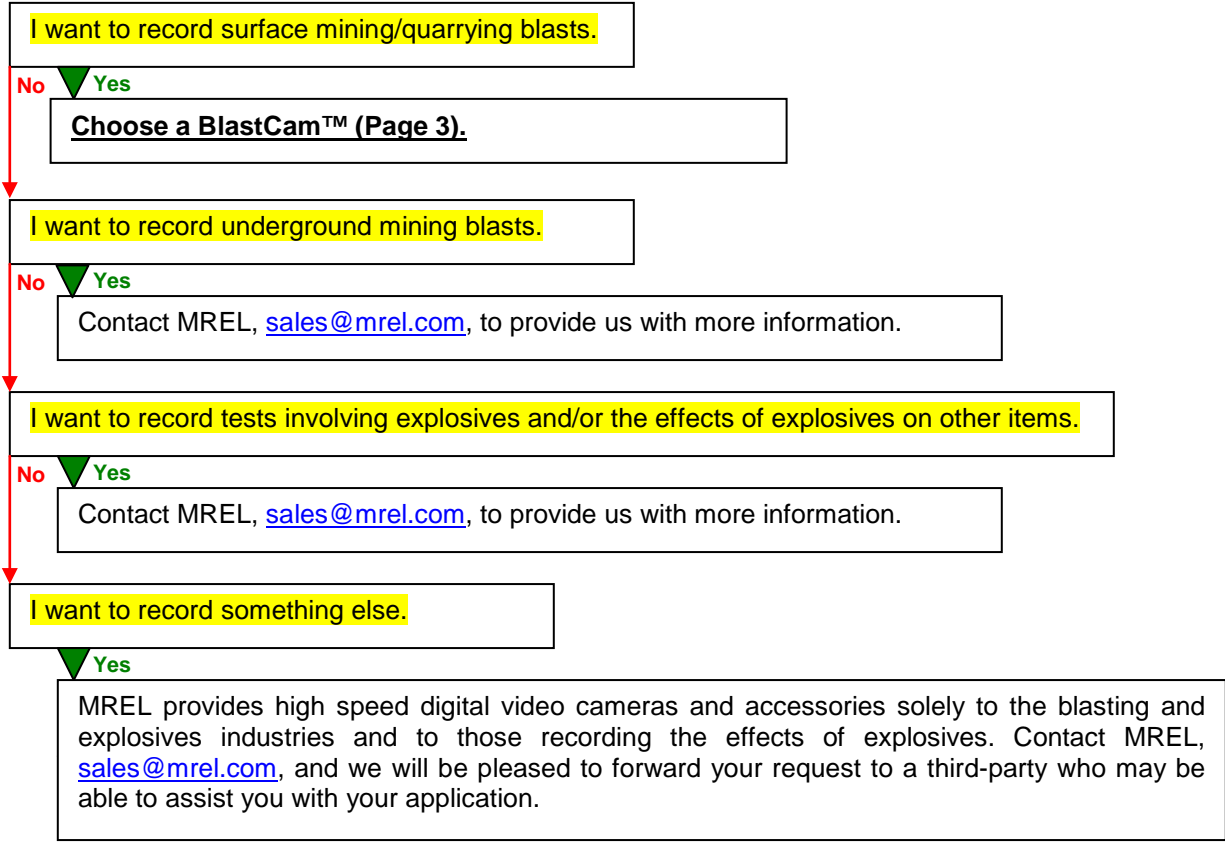 I want to record surface mining/quarrying blasts.
No Yes
Choose a BlastCam™ (Page 3).
I want to record underground mining blasts.
No Yes
Contact MREL, sales@mrel.com, to provide us with more information.
I want to record tests involving explosives and/or the effects of explosives on other items.
No Yes
Contact MREL, sales@mrel.com, to provide us with more information.
I want to record something else.
Yes
MREL provides high speed digital video cameras and accessories solely to the blasting and
explosives industries and to those recording the effects of explosives. Contact MREL,
sales@mrel.com, and we will be pleased to forward your request to a third-party who may be
able to assist you with your application.